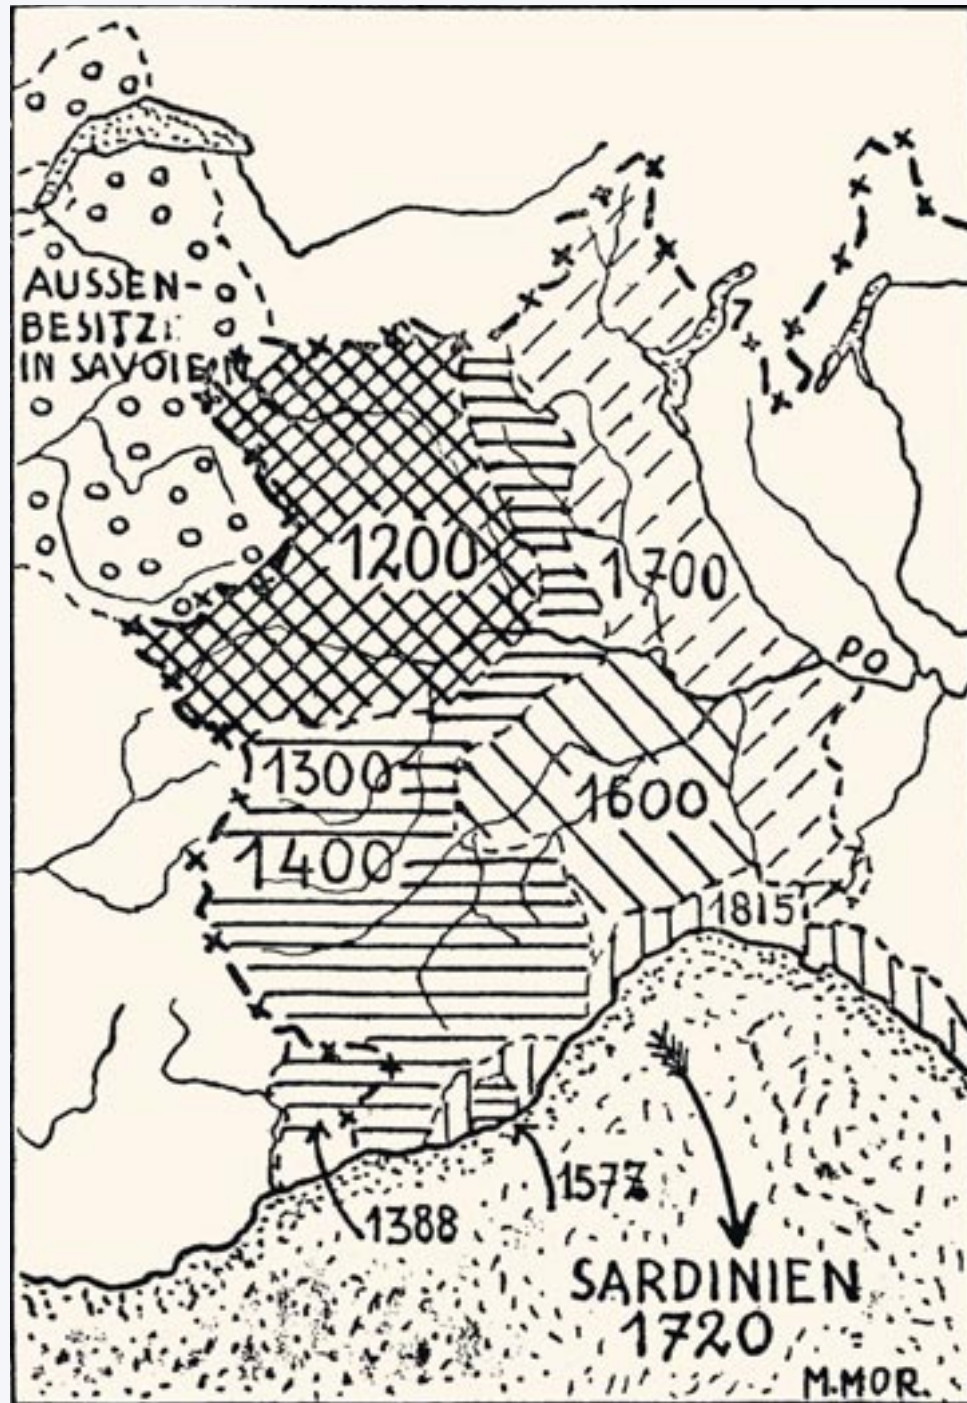 AUSSEN-
BESITZ
IN SAVOIEN
1200
1700
PO
1300
1600
1400
1815
1577
1388
SARDINIEN
1720
M.MOR.